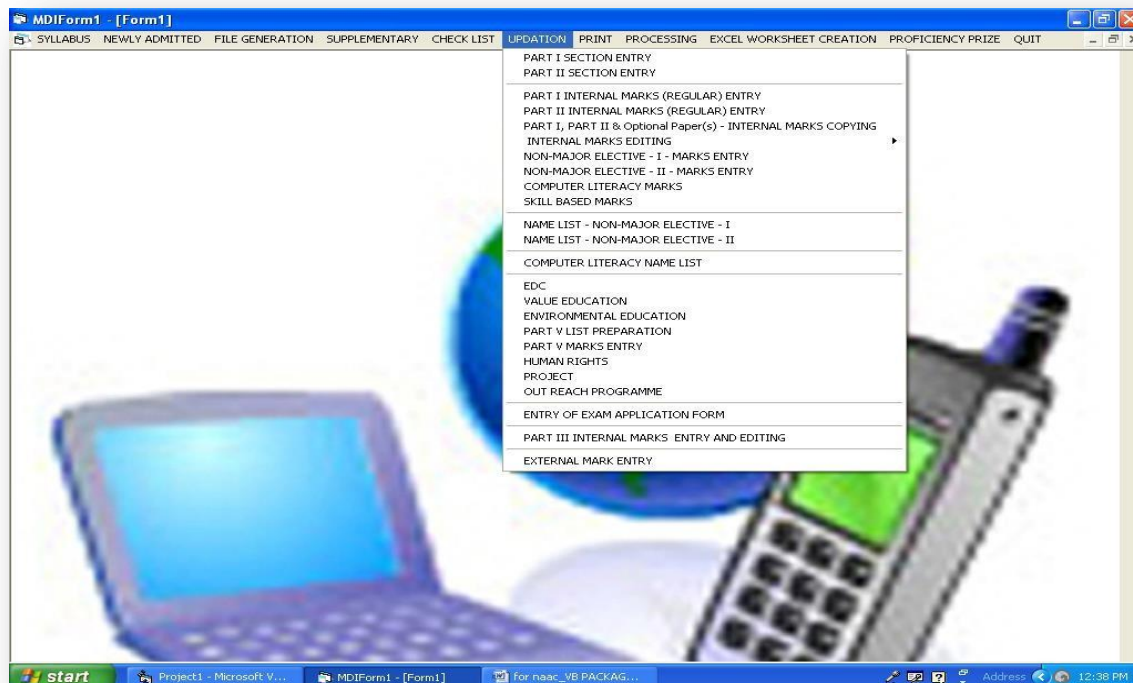 MDIForm1 - [Form1]
SYLLABUS NEWLY ADMITTED FILE GENERATION SUPPLEMENTARY CHECK LIST UPDATION PRINT PROCESSING EXCEL WORKSHEET CREATION PROFICIENCY PRIZE QUIT
PART I SECTION ENTRY
PART II SECTION ENTRY
PART I INTERNAL MARKS (REGULAR) ENTRY
PART II INTERNAL MARKS (REGULAR) ENTRY
PART I, PART II & Optional Paper(s) - INTERNAL MARKS COPYING
INTERNAL MARKS EDITING
NON-MAJOR ELECTIVE - I - MARKS ENTRY
NON-MAJOR ELECTIVE - II - MARKS ENTRY
COMPUTER LITERACY MARKS
SKILL BASED MARKS
NAME LIST - NON-MAJOR ELECTIVE - I
NAME LIST - NON-MAJOR ELECTIVE - II
COMPUTER LITERACY NAME LIST
EDC
VALUE EDUCATION
ENVIRONMENTAL EDUCATION
PART V LIST PREPARATION
PART V MARKS ENTRY
HUMAN RIGHTS
PROJECT
OUT REACH PROGRAMME
ENTRY OF EXAM APPLICATION FORM
PART III INTERNAL MARKS ENTRY AND EDITING
EXTERNAL MARK ENTRY
start Project1 - Microsoft V... MDIForm1 - [Form1] for naac_VB PACKAG... Address 12:38 PM